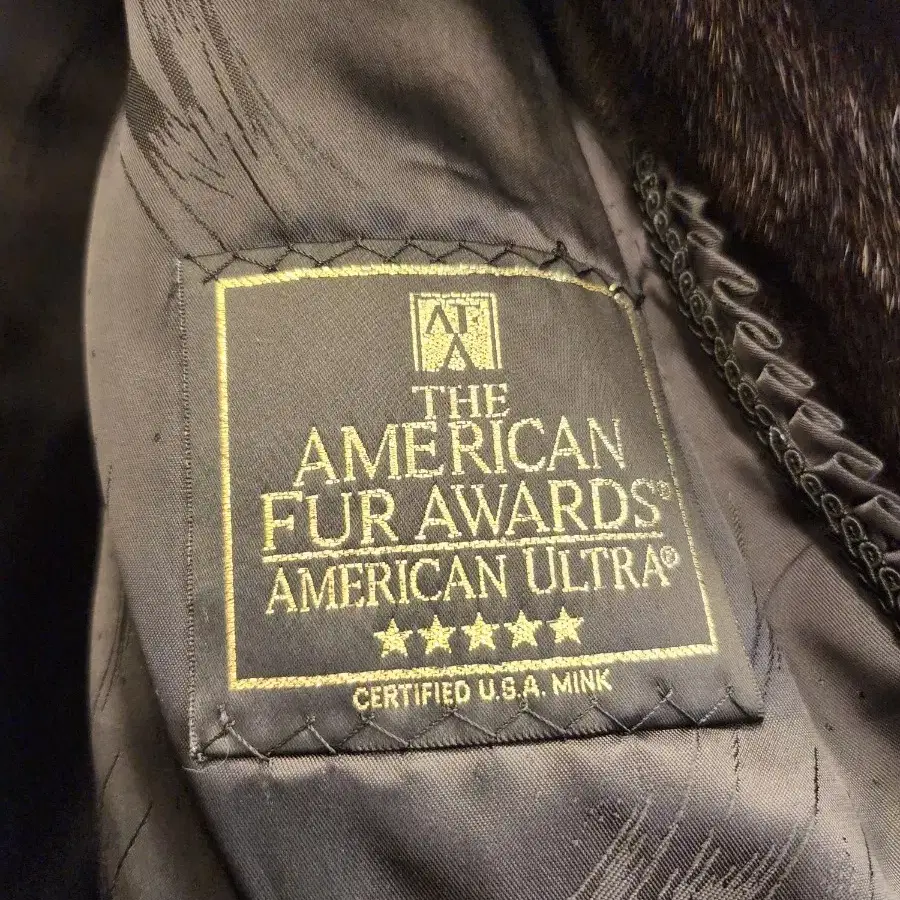 AFA
THE
AMERICAN
FUR AWARDS®
AMERICAN ULTRA®
★★★★★
CERTIFIED U.S.A. MINK